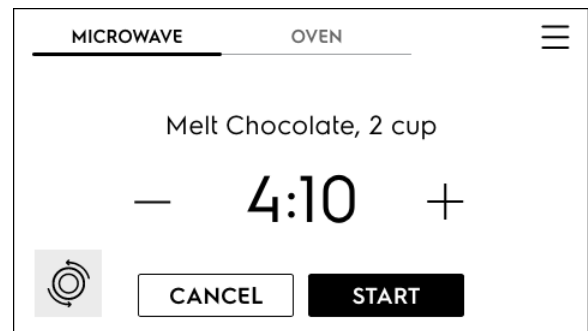 MICROWAVE OVEN
Melt Chocolate, 2 cup
4:10
CANCEL START